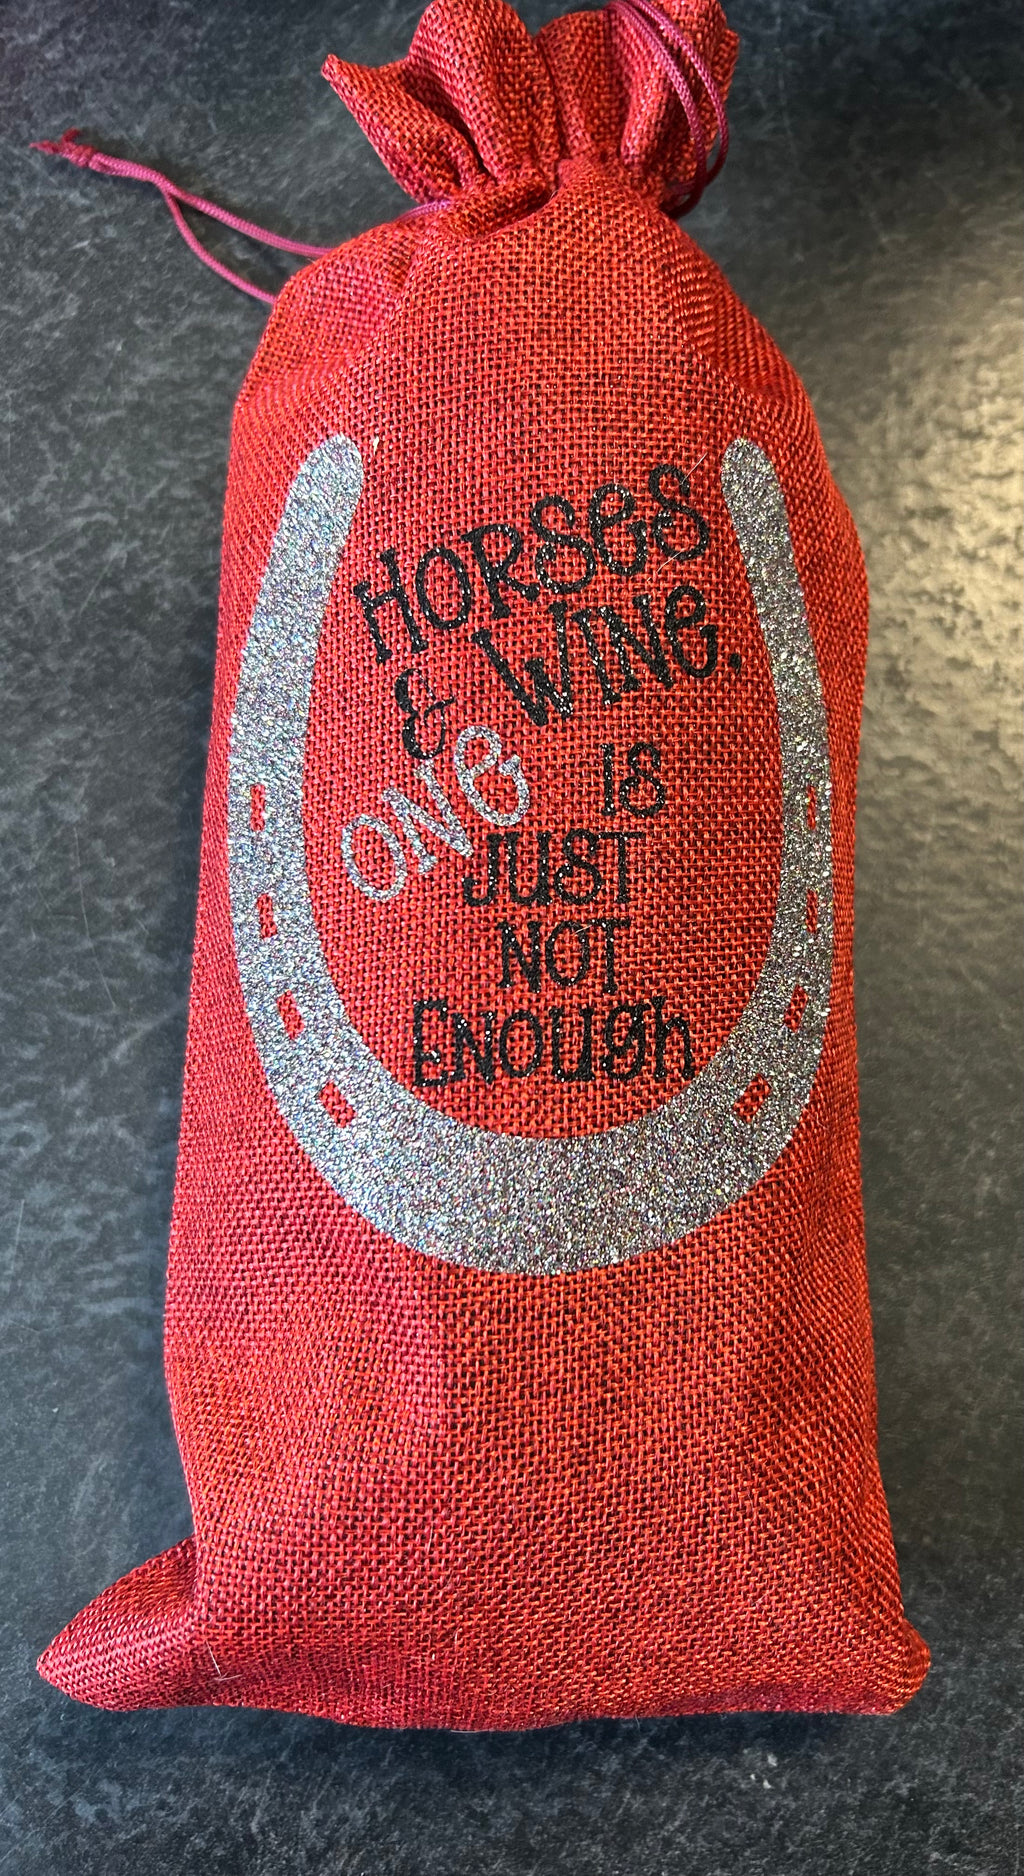 Horses
& Wine.
One is
Just
Not
Enough